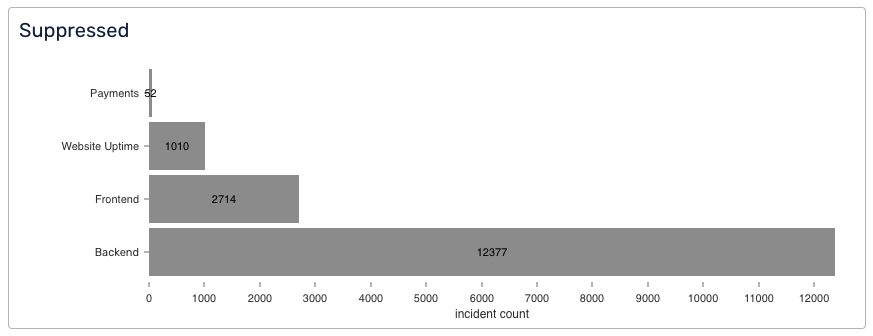 Suppressed
Payments 52
Website Uptime 1010
Frontend 2714
Backend 12377
0 1000 2000 3000 4000 5000 6000 7000 8000 9000 10000 11000 12000
incident count